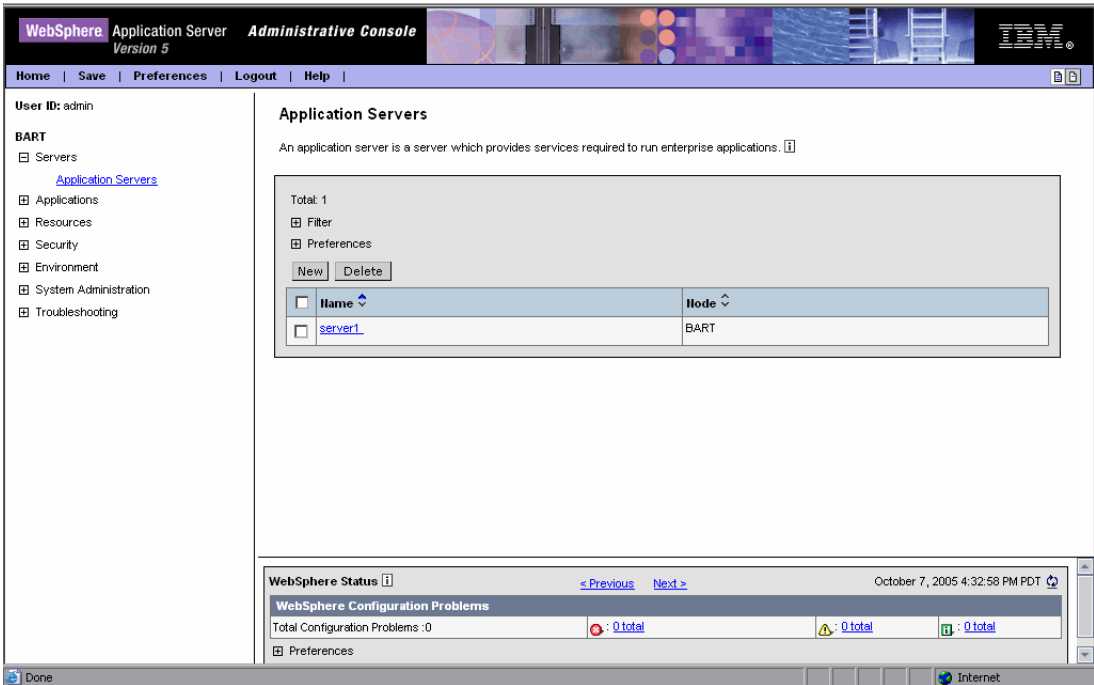 WebSphere Application Server Administrative Console
Version 5
IBM®
Home | Save | Preferences | Logout | Help |
User ID: admin
BART
Servers
Application Servers
Applications
Resources
Security
Environment
System Administration
Troubleshooting
Application Servers
An application server is a server which provides services required to run enterprise applications. i
Total: 1
Filter
Preferences
New Delete
Name Node
server1 BART
WebSphere Status i < Previous Next > October 7, 2005 4:32:58 PM PDT
WebSphere Configuration Problems
Total Configuration Problems :0 : 0 total : 0 total : 0 total
Preferences
Done Internet